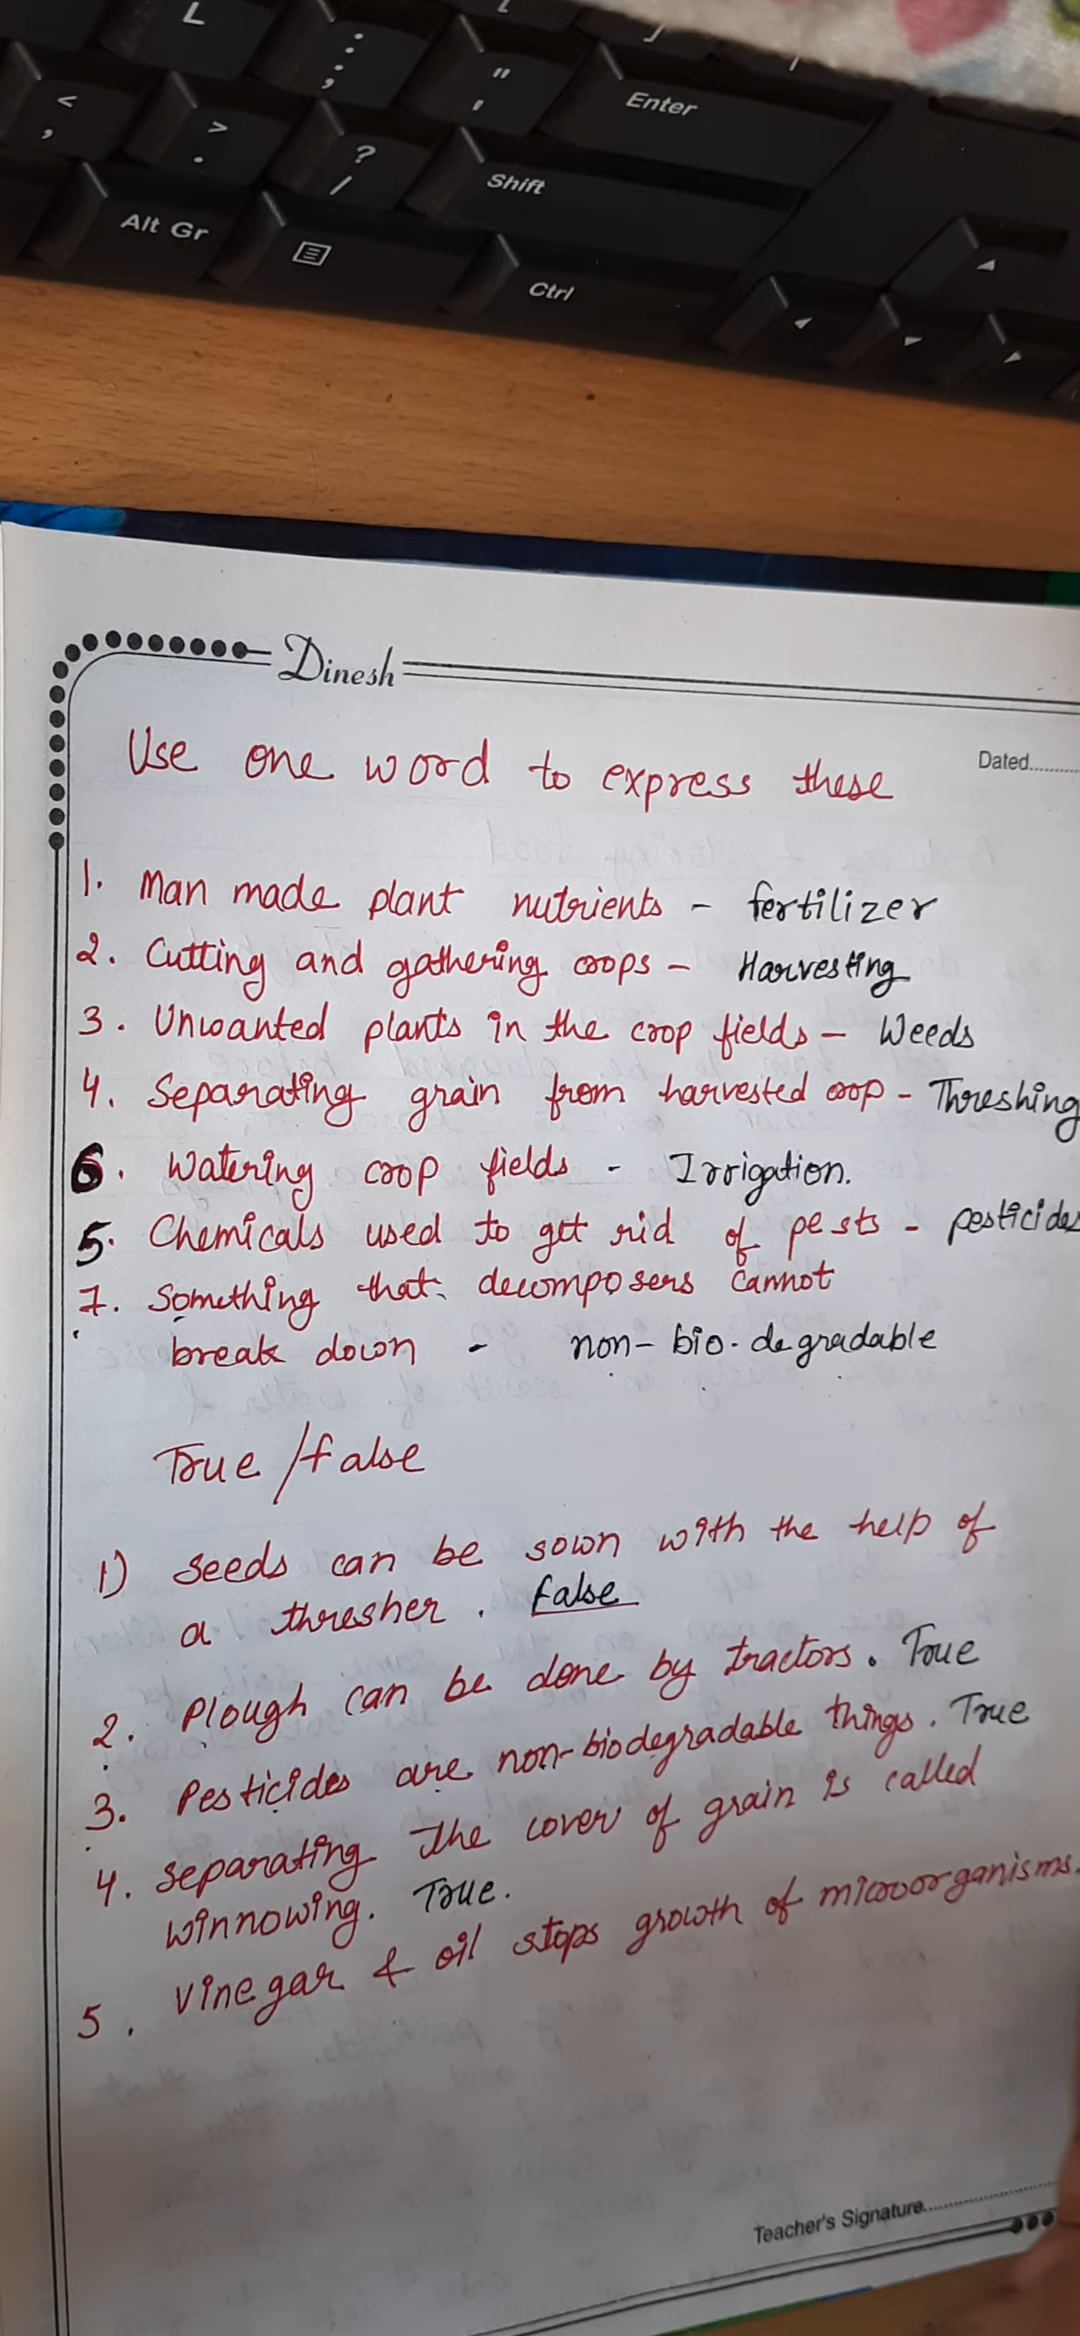 L
:
;
"
'
Enter
<
,
>
.
?
/
Shift
Alt Gr
Ctrl
Dinesh
Dated..........
Use one word to express these
1. Man made plant nutrients - fertilizer
2. Cutting and gathering crops - Harvesting
3. Unwanted plants in the crop fields - Weeds
4. Separating grain from harvested crop - Threshing
6. Watering crop fields - Irrigation.
5. Chemicals used to get rid of pests - pesticides
7. Something that decomposers cannot
break down - non-bio-degradable
True/false
1) Seeds can be sown with the help of
a thresher. false
2. Plough can be done by tractors. True
3. Pesticides are non-biodegradable things. True
4. Separating The cover of grain is called
winnowing. True.
5. Vinegar & oil stops growth of microorganisms.
Teacher's Signature..........................